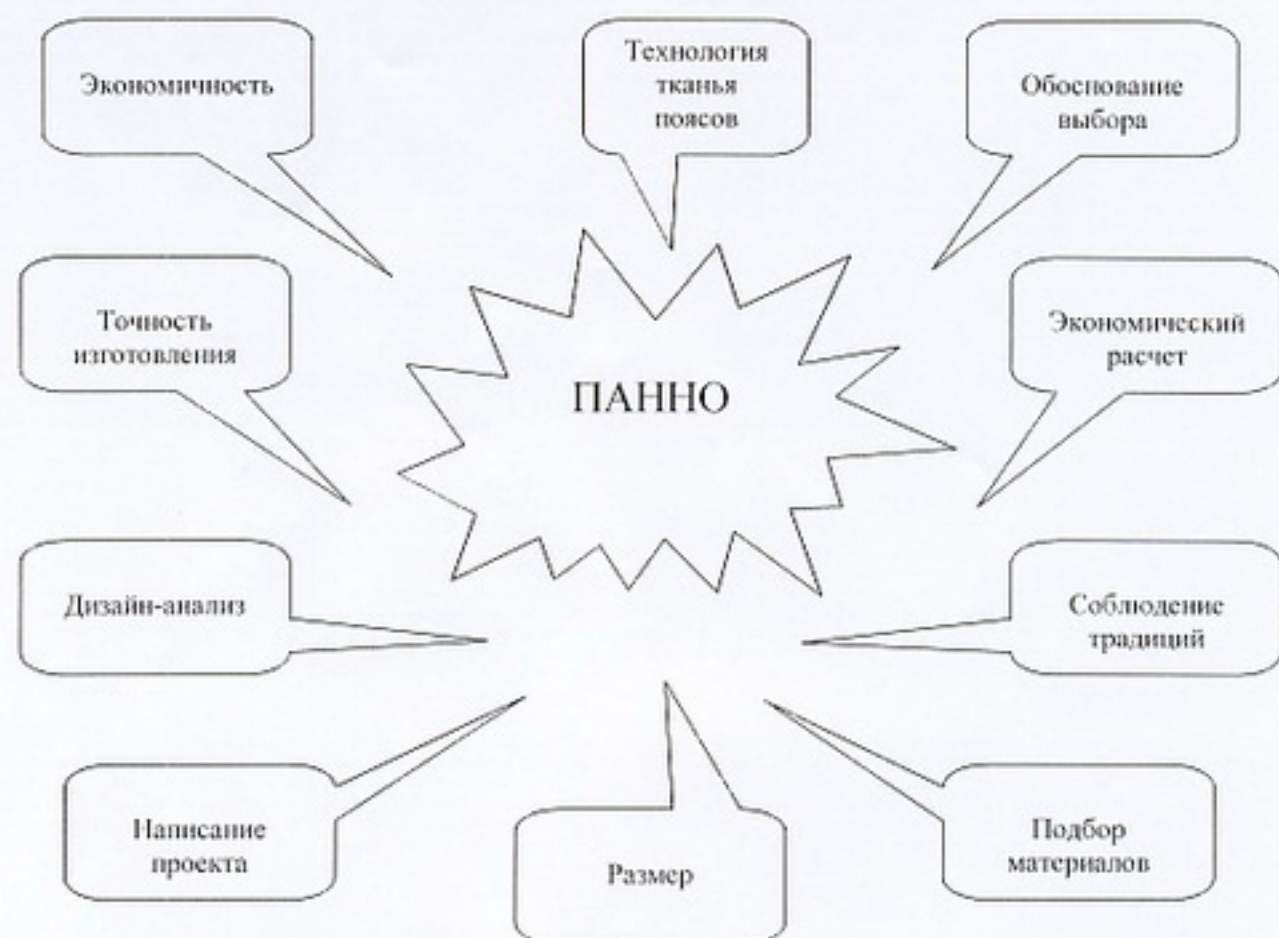 Экономичность
Технология
тканья
поясов
Обоснование
выбора
Точность
изготовления
ПАННО
Экономический
расчет
Дизайн-анализ
Соблюдение
традиций
Написание
проекта
Размер
Подбор
материалов